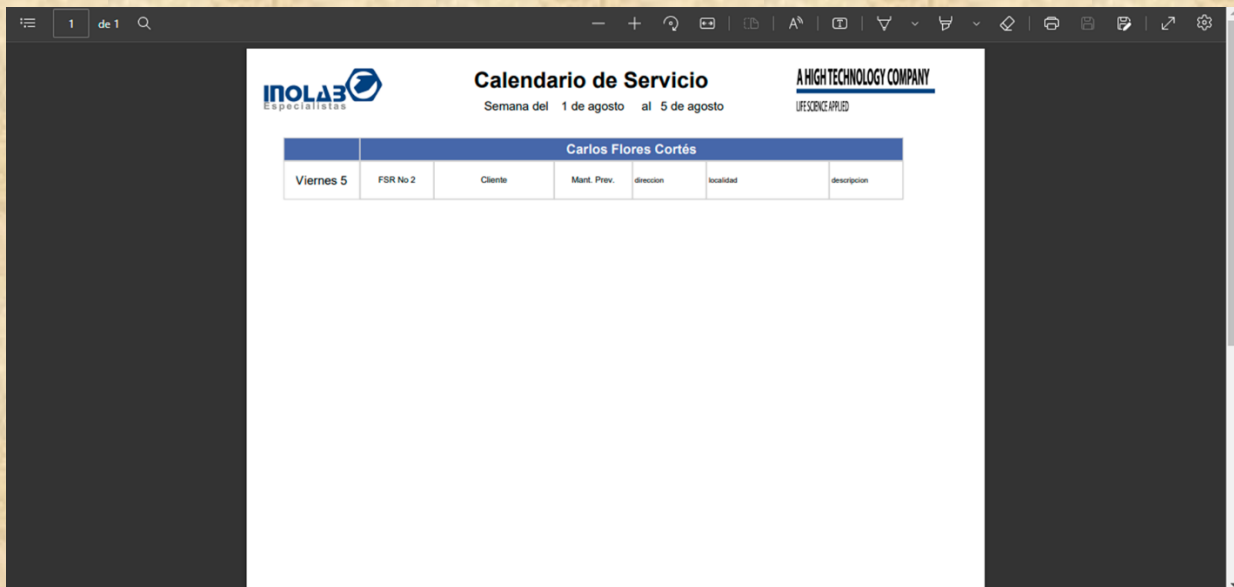 1 de 1
INOLAB
Especialistas
Calendario de Servicio
Semana del 1 de agosto al 5 de agosto
A HIGH TECHNOLOGY COMPANY
LIFE SCIENCE APPLIED
Carlos Flores Cortés
Viernes 5 FSR No 2 Cliente Mant. Prev. direccion localidad descripcion